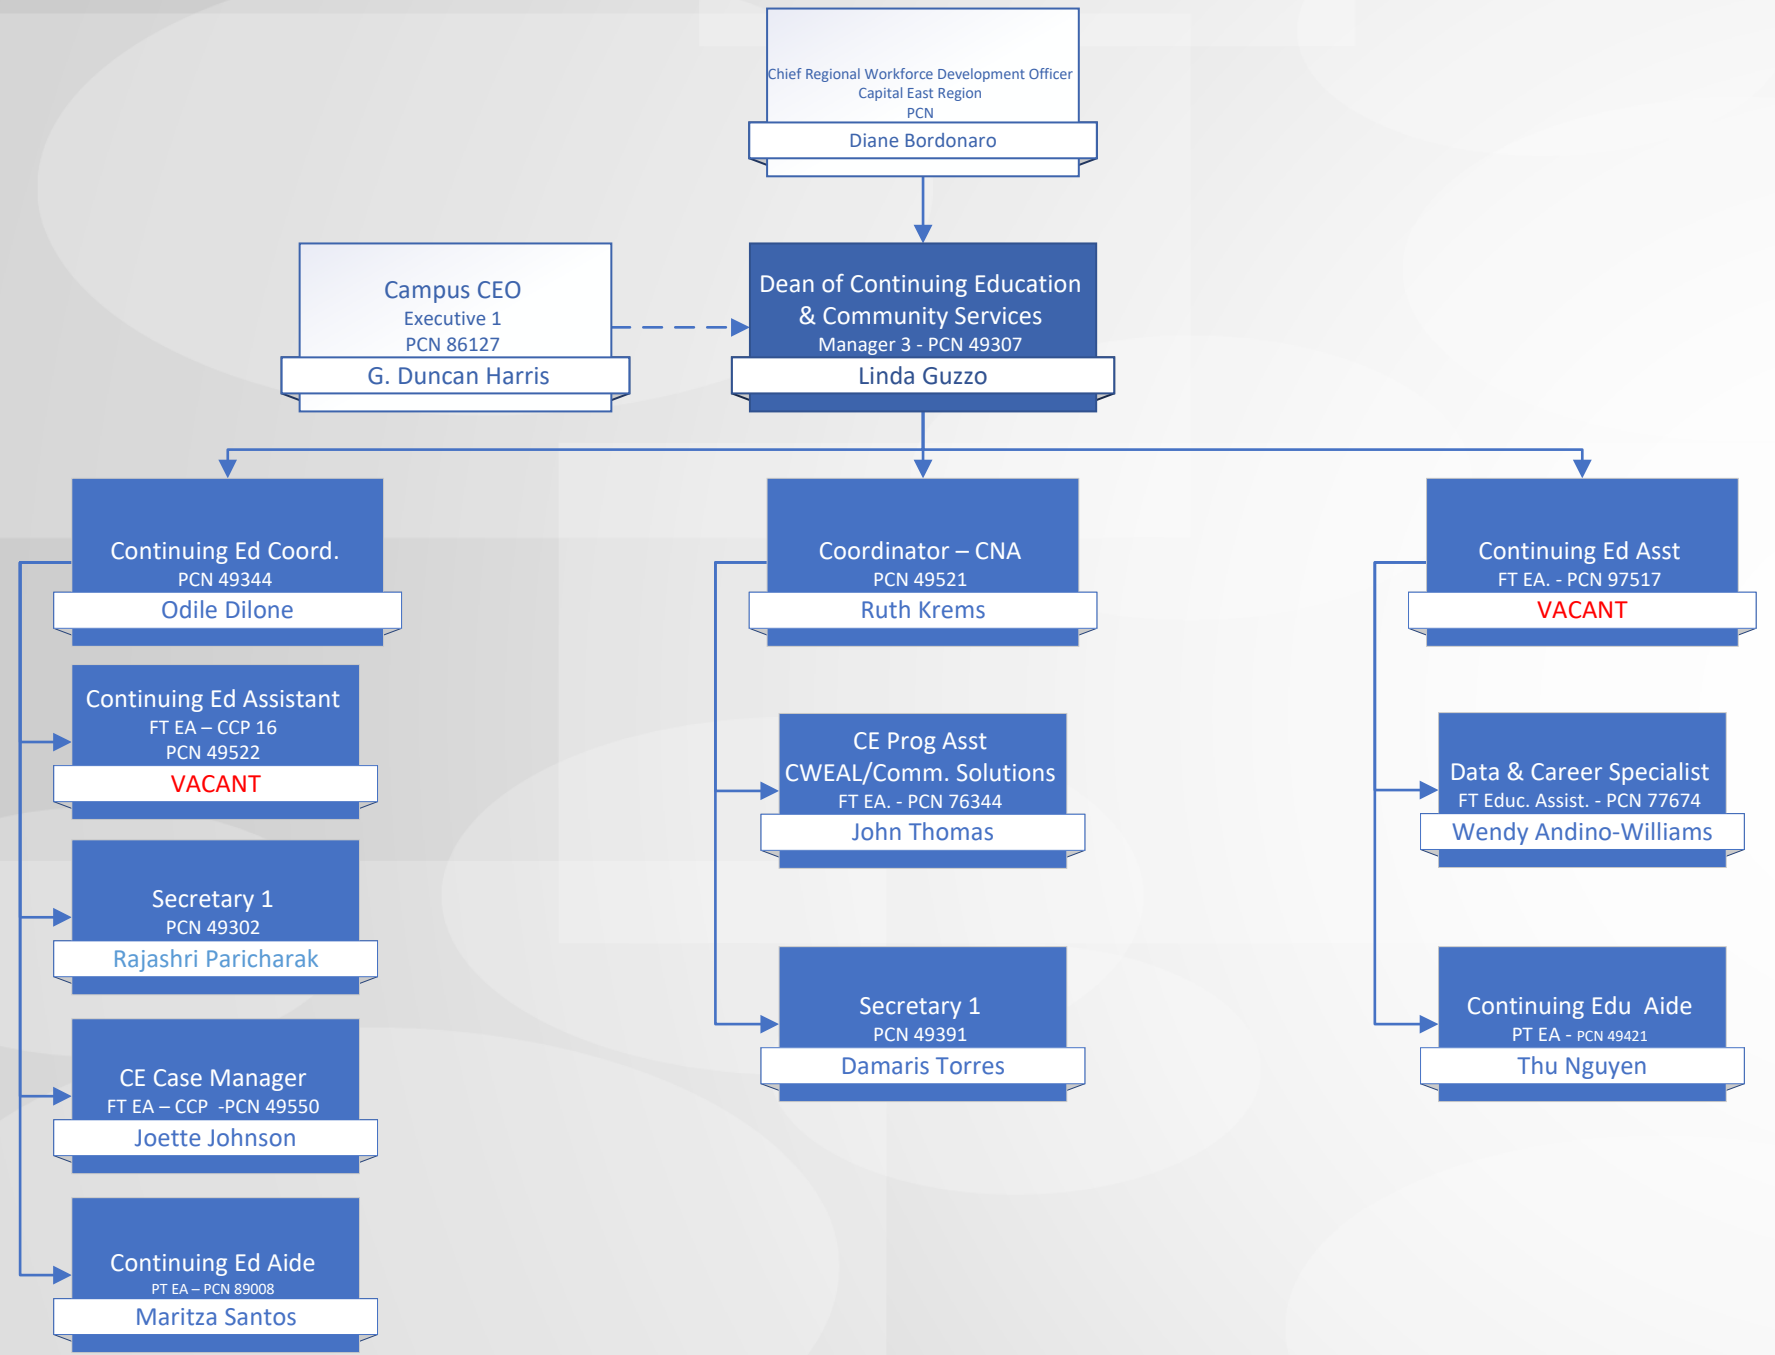 Chief Regional Workforce Development Officer
Capital East Region
PCN
Diane Bordonaro
Campus CEO
Executive 1
PCN 86127
G. Duncan Harris
Dean of Continuing Education
& Community Services
Manager 3 - PCN 49307
Linda Guzzo
Continuing Ed Coord.
PCN 49344
Odile Dilone
Continuing Ed Assistant
FT EA – CCP 16
PCN 49522
VACANT
Secretary 1
PCN 49302
Rajashri Paricharak
CE Case Manager
FT EA – CCP  -PCN 49550
Joette Johnson
Continuing Ed Aide
PT EA – PCN 89008
Maritza Santos
Coordinator – CNA
PCN 49521
Ruth Krems
CE Prog Asst
CWEAL/Comm. Solutions
FT EA. - PCN 76344
John Thomas
Secretary 1
PCN 49391
Damaris Torres
Continuing Ed Asst
FT EA. - PCN 97517
VACANT
Data & Career Specialist
FT Educ. Assist. - PCN 77674
Wendy Andino-Williams
Continuing Edu  Aide
PT EA - PCN 49421
Thu Nguyen